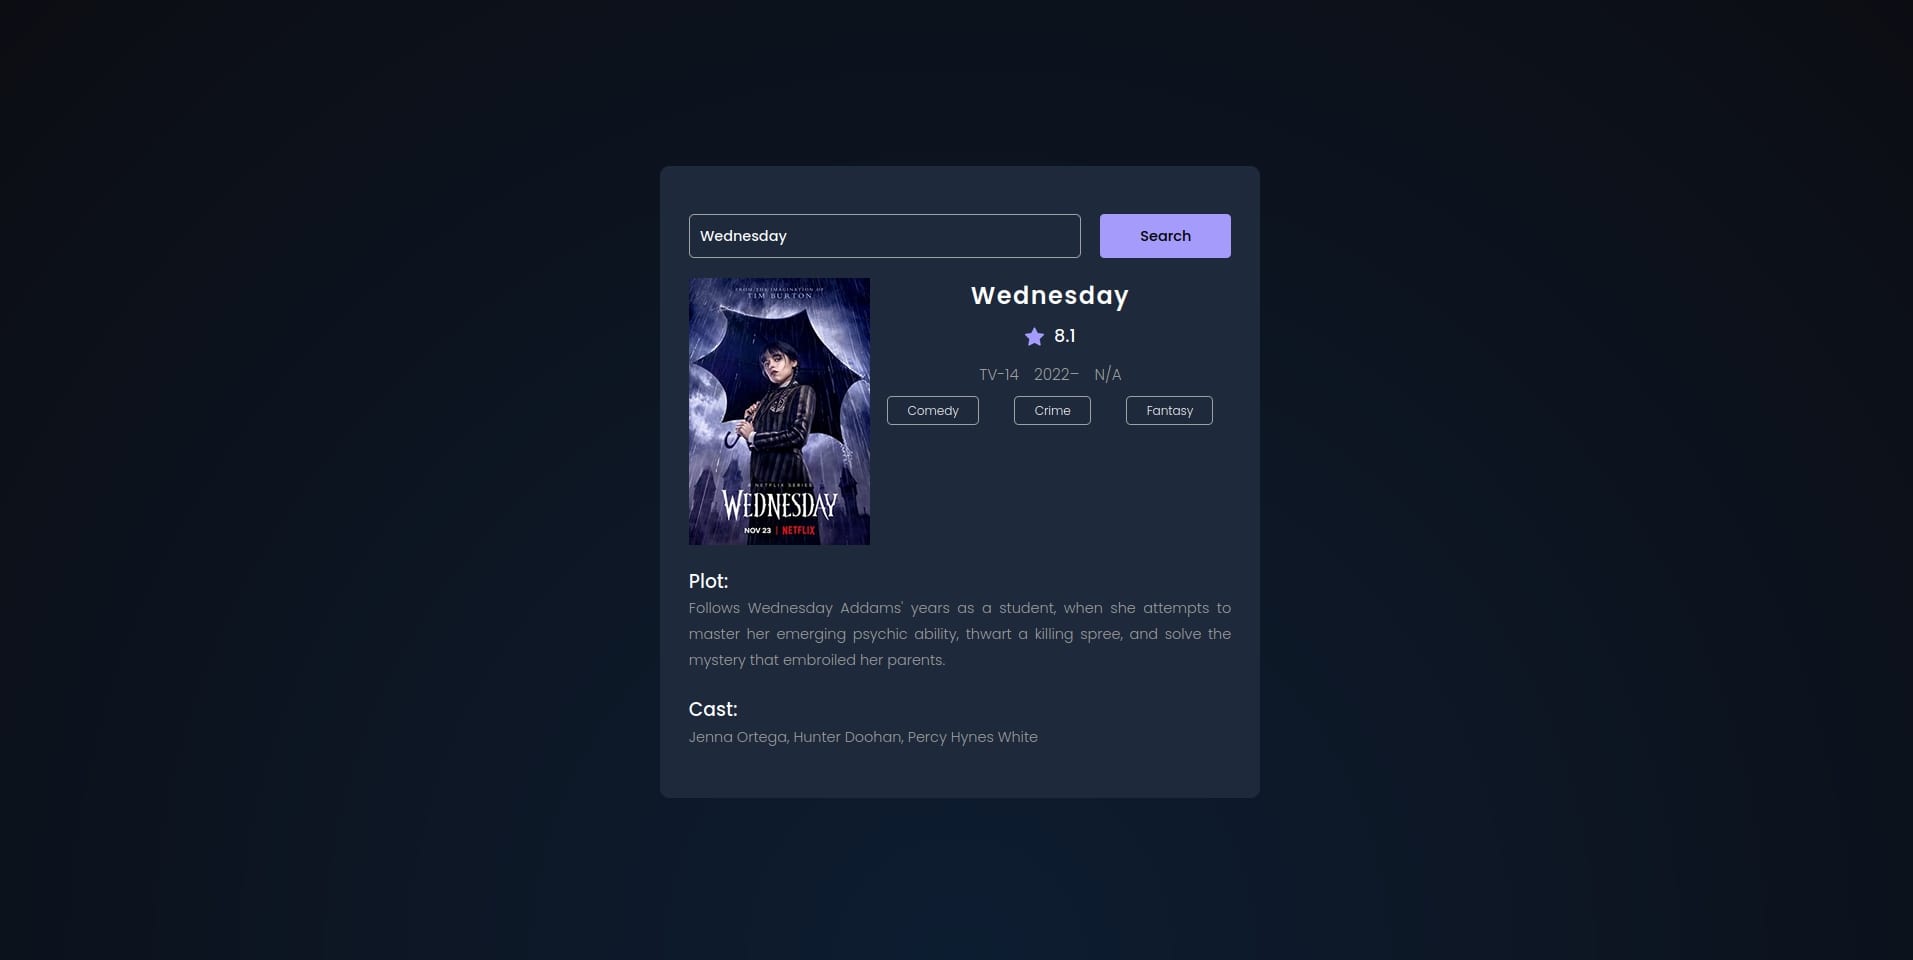 Wednesday
Search
FROM THE IMAGINATION OF
TIM BURTON
A NETFLIX SERIES
WEDNESDAY
NOV 23 | NETFLIX
Wednesday
8.1
TV-14 2022– N/A
Comedy Crime Fantasy
Plot:
Follows Wednesday Addams' years as a student, when she attempts to
master her emerging psychic ability, thwart a killing spree, and solve the
mystery that embroiled her parents.
Cast:
Jenna Ortega, Hunter Doohan, Percy Hynes White